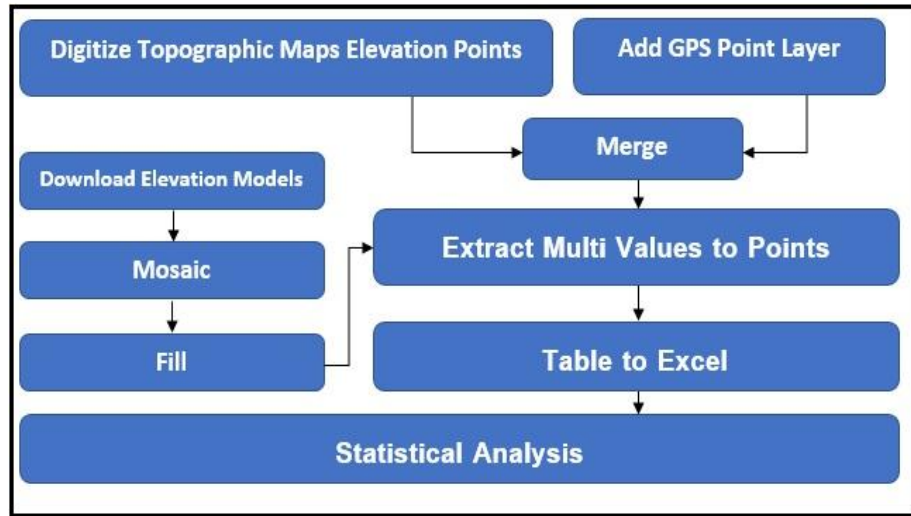 Digitize Topographic Maps Elevation Points
Add GPS Point Layer
Merge
Download Elevation Models
Extract Multi Values to Points
Mosaic
Fill
Table to Excel
Statistical Analysis